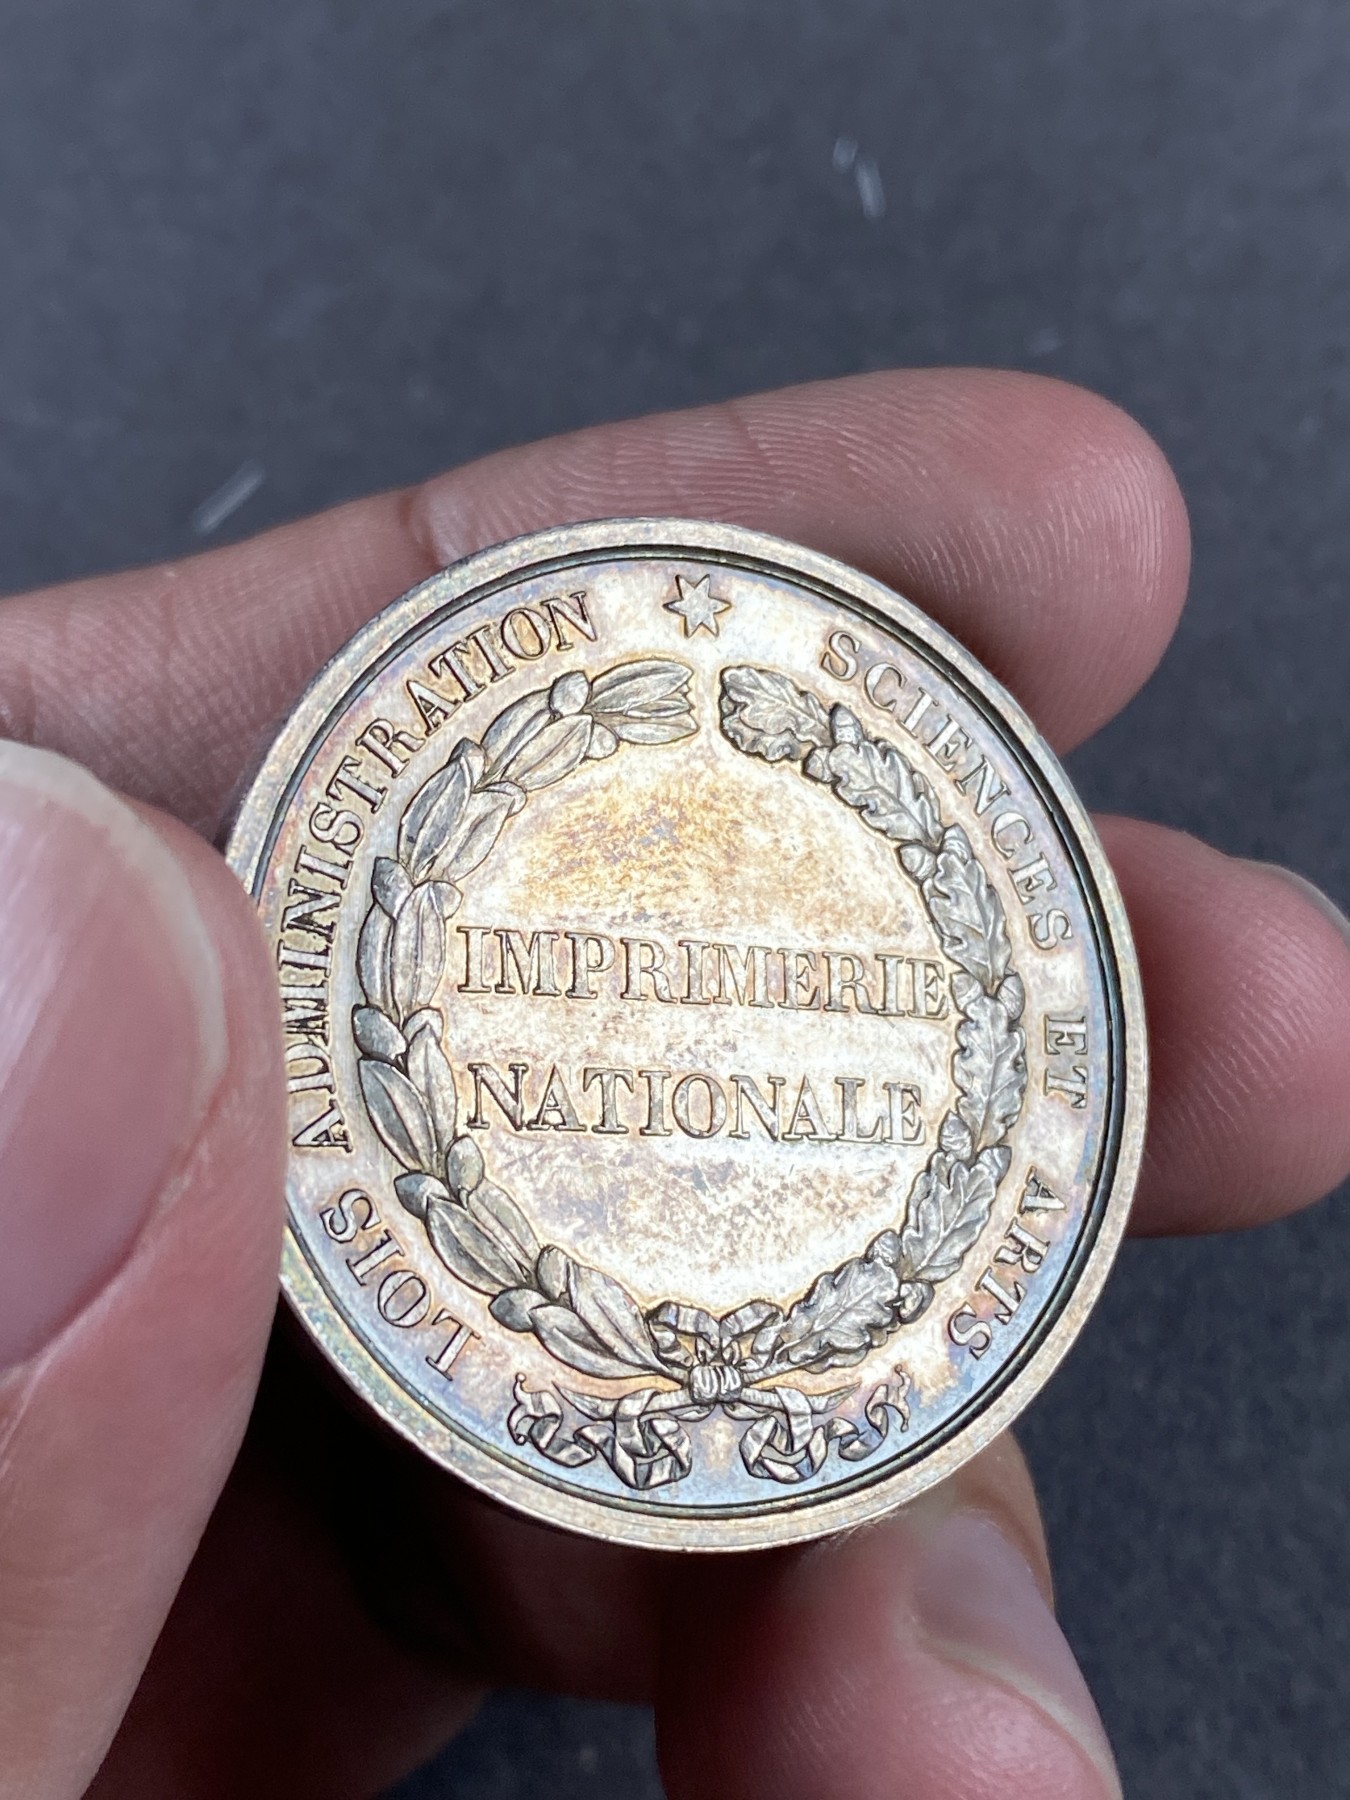 LOIS ADMINISTRATION
SCIENCES ET ARTS
IMPRIMERIE
NATIONALE